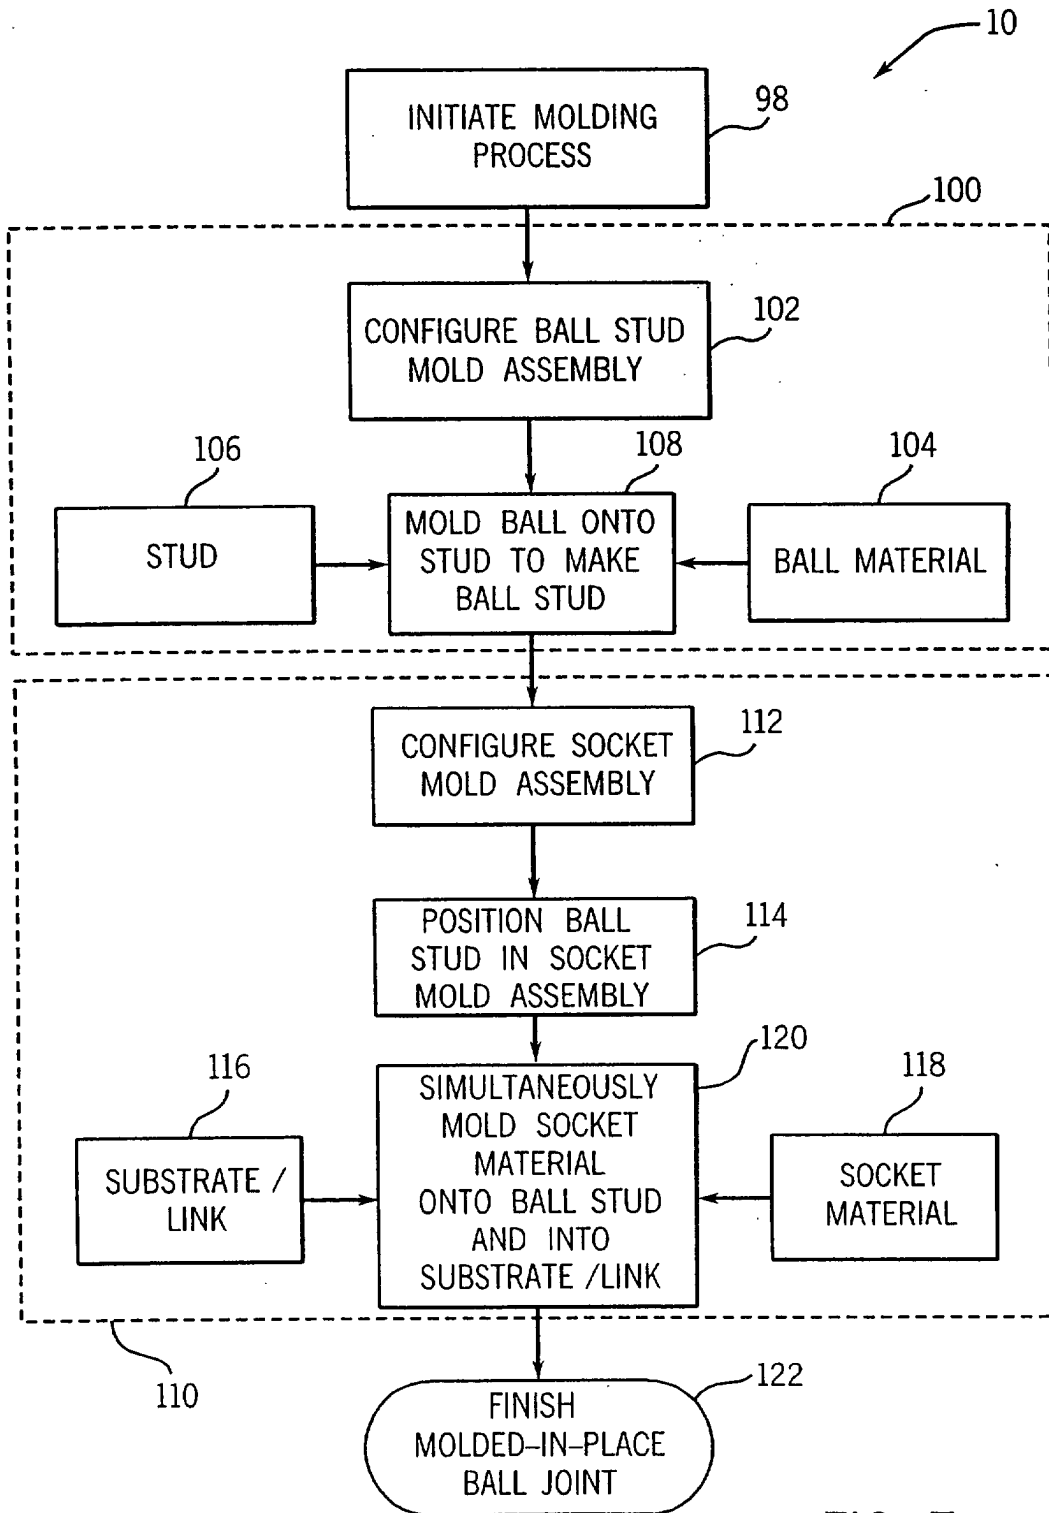 10
INITIATE MOLDING
PROCESS
98
100
CONFIGURE BALL STUD
MOLD ASSEMBLY
102
106
108
104
STUD
MOLD BALL ONTO
STUD TO MAKE
BALL STUD
BALL MATERIAL
CONFIGURE SOCKET
MOLD ASSEMBLY
112
POSITION BALL
STUD IN SOCKET
MOLD ASSEMBLY
114
116
120
118
SUBSTRATE /
LINK
SIMULTANEOUSLY
MOLD SOCKET
MATERIAL
ONTO BALL STUD
AND INTO
SUBSTRATE /LINK
SOCKET
MATERIAL
110
FINISH
MOLDED–IN–PLACE
BALL JOINT
122